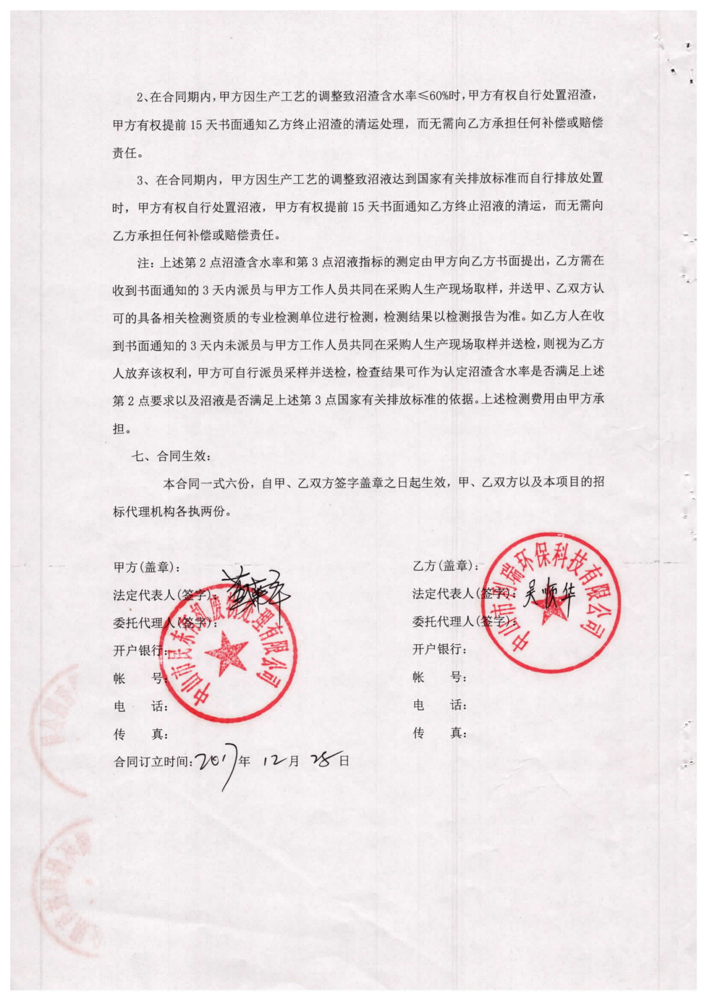 2、在合同期内，甲方因生产工艺的调整致沼渣含水率≤60%时，甲方有权自行处置沼渣，
甲方有权提前 15 天书面通知乙方终止沼渣的清运处理，而无需向乙方承担任何补偿或赔偿
责任。
3、在合同期内，甲方因生产工艺的调整致沼液达到国家有关排放标准而自行排放处置
时，甲方有权自行处置沼液，甲方有权提前 15 天书面通知乙方终止沼液的清运，而无需向
乙方承担任何补偿或赔偿责任。
注：上述第 2 点沼渣含水率和第 3 点沼液指标的测定由甲方向乙方书面提出，乙方需在
收到书面通知的 3 天内派员与甲方工作人员共同在采购人生产现场取样，并送甲、乙双方认
可的具备相关检测资质的专业检测单位进行检测，检测结果以检测报告为准。如乙方人在收
到书面通知的 3 天内未派员与甲方工作人员共同在采购人生产现场取样并送检，则视为乙方
人放弃该权利，甲方可自行派员采样并送检，检查结果可作为认定沼渣含水率是否满足上述
第 2 点要求以及沼液是否满足上述第 3 点国家有关排放标准的依据。上述检测费用由甲方承
担。
七、合同生效：
本合同一式六份，自甲、乙双方签字盖章之日起生效，甲、乙双方以及本项目的招
标代理机构各执两份。
甲方(盖章)：
法定代表人(签字)：
委托代理人(签字)：
开户银行：
帐 号：
电 话：
传 真：
中山市民东有机废物处理有限公司
乙方(盖章)：
法定代表人(签字)：吴顺华
委托代理人(签字)：
开户银行：
帐 号：
电 话：
传 真：
中山市利瑞环保科技有限公司
合同订立时间：2017年 12月 28日